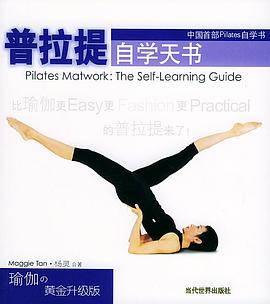 中国首部Pilates自学书
普拉提
自学天书
Pilates Matwork: The Self-Learning Guide
比瑜伽更Easy更Fashion更Practical
的普拉提来了!
Maggie Tan · 杨灵 合著
瑜伽の
黄金升级版
当代世界出版社